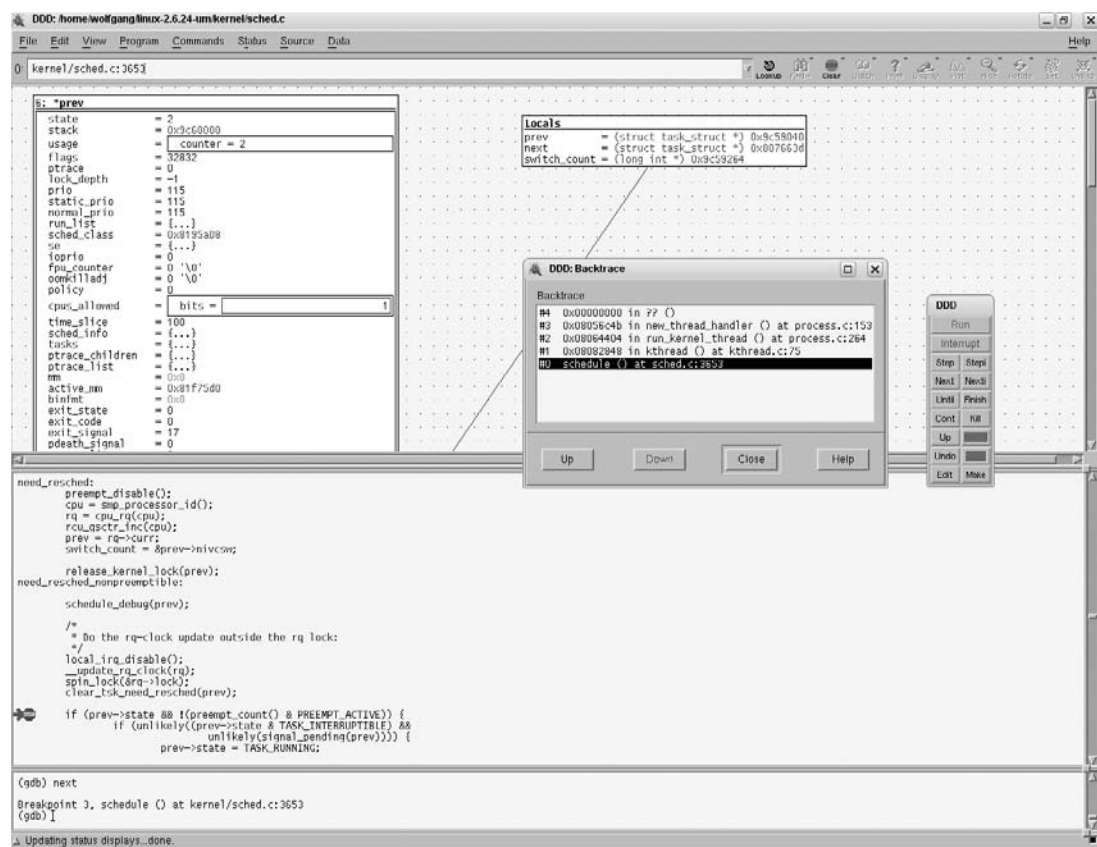 DDD: /home/wolfgang/linux-2.6.24-um/kernel/sched.c
File Edit View Program Commands Status Source Data Help
0: kernel/sched.c:3653
Lookup Clear
6: *prev
state = 2
stack = 0x9c60000
usage = counter = 2
flags = 32832
ptrace = 0
lock_depth = -1
prio = 115
static_prio = 115
normal_prio = 115
run_list = {...}
sched_class = 0x8195a08
se = {...}
ioprio = 0
fpu_counter = 0 '\0'
oomkilladj = 0 '\0'
policy = 0
cpus_allowed = bits = 1
time_slice = 100
sched_info = {...}
tasks = {...}
ptrace_children = {...}
ptrace_list = {...}
mm = 0x0
active_mm = 0x81f75d0
binfmt = 0x0
exit_state = 0
exit_code = 0
exit_signal = 17
pdeath_signal = 0
Locals
prev = (struct task_struct *) 0x9c59040
next = (struct task_struct *) 0x807663d
switch_count = (long int *) 0x9c59264
DDD: Backtrace
Backtrace
#4 0x00000000 in ?? ()
#3 0x08056c4b in new_thread_handler () at process.c:153
#2 0x08064404 in run_kernel_thread () at process.c:264
#1 0x08082848 in kthread () at kthread.c:75
#0 schedule () at sched.c:3653
Up Down Close Help
DDD
Run
Interrupt
Step Stepi
Next Nexti
Until Finish
Cont Kill
Up
Undo
Edit Make
need_resched:
preempt_disable();
cpu = smp_processor_id();
rq = cpu_rq(cpu);
rcu_qsctr_inc(cpu);
prev = rq->curr;
switch_count = &prev->nivcsw;
release_kernel_lock(prev);
need_resched_nonpreemptible:
schedule_debug(prev);
/*
* Do the rq-clock update outside the rq lock:
*/
local_irq_disable();
__update_rq_clock(rq);
spin_lock(&rq->lock);
clear_tsk_need_resched(prev);
if (prev->state && !(preempt_count() & PREEMPT_ACTIVE)) {
if (unlikely((prev->state & TASK_INTERRUPTIBLE) &&
unlikely(signal_pending(prev)))) {
prev->state = TASK_RUNNING;
(gdb) next
Breakpoint 3, schedule () at kernel/sched.c:3653
(gdb)
Updating status displays...done.